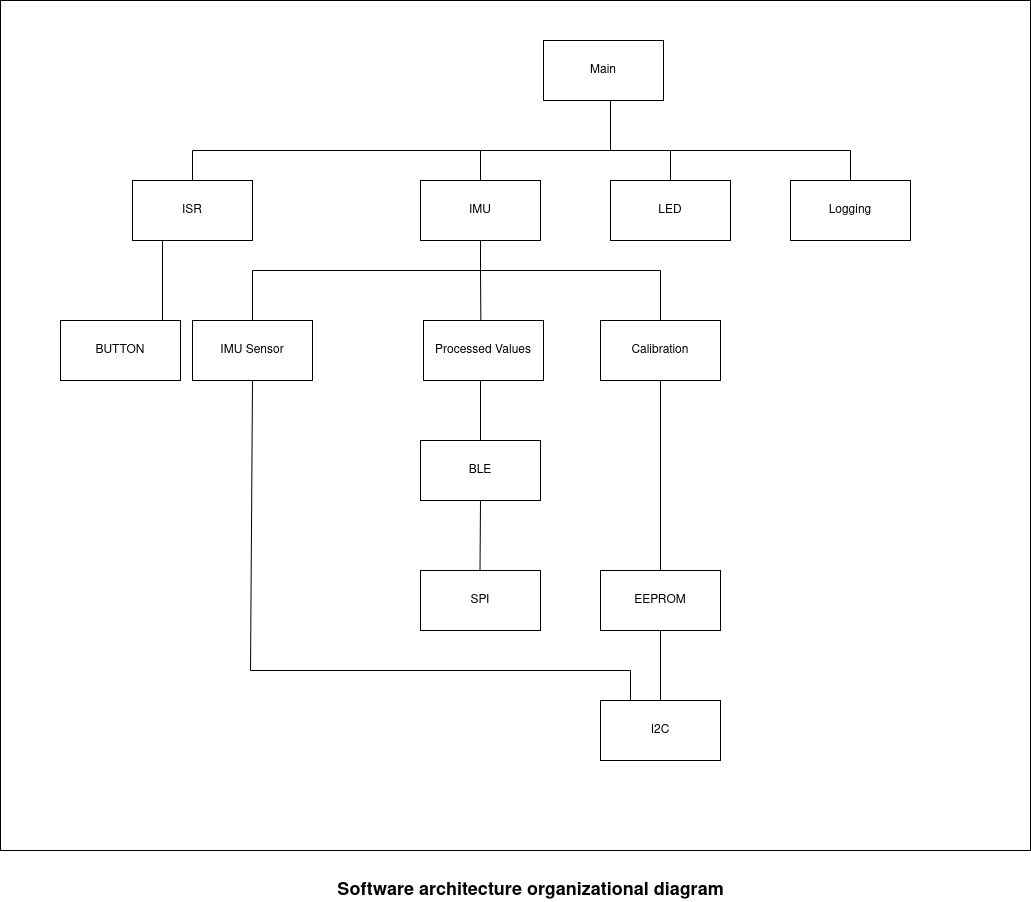 Main
ISR
IMU
LED
Logging
BUTTON
IMU Sensor
Processed Values
Calibration
BLE
SPI
EEPROM
I2C
Software architecture organizational diagram